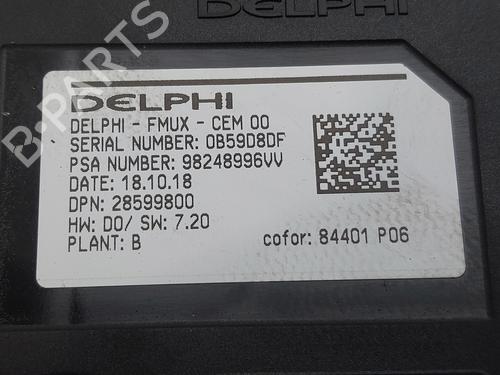 DELPHI
DELPHI
DELPHI - FMUX - CEM 00
SERIAL NUMBER: 0B59D8DF
PSA NUMBER: 98248996VV
DATE: 18.10.18
DPN: 28599800
HW: D0/ SW: 7.20
PLANT: B
cofor: 84401 P06
B-PARTS